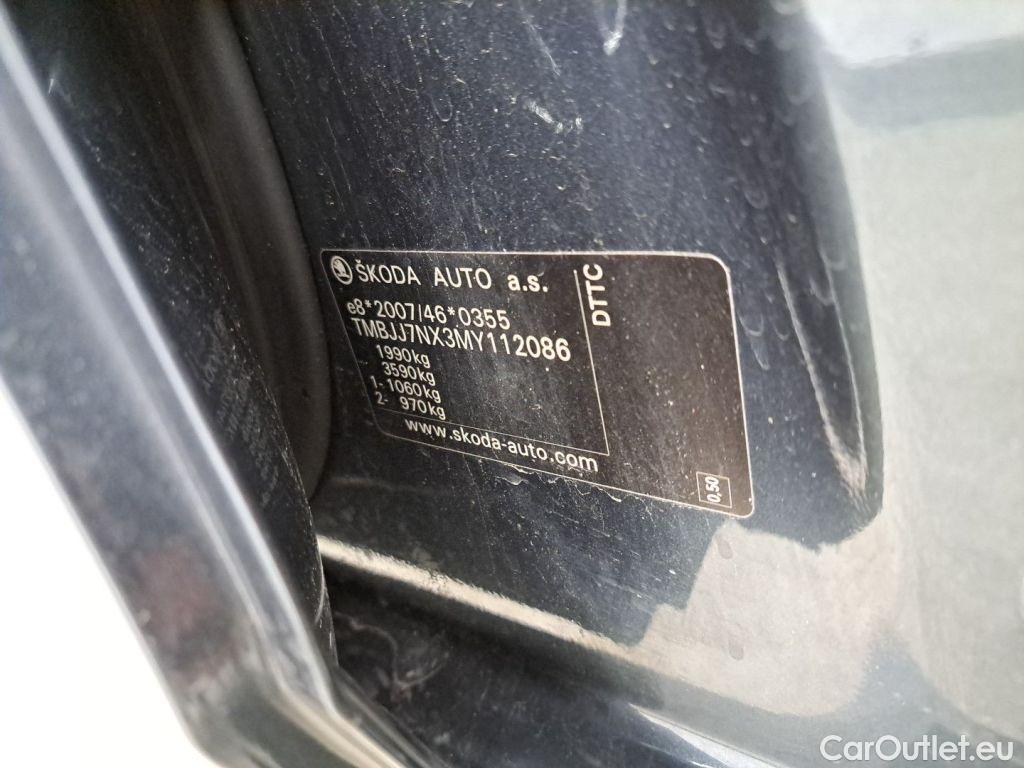 ŠKODA AUTO a.s.
e8*2007/46*0355
TMBJJ7NX3MY112086
1990kg
3590kg
1-1060kg
2- 970kg
www.skoda-auto.com
DTTC
0,50
CarOutlet.eu